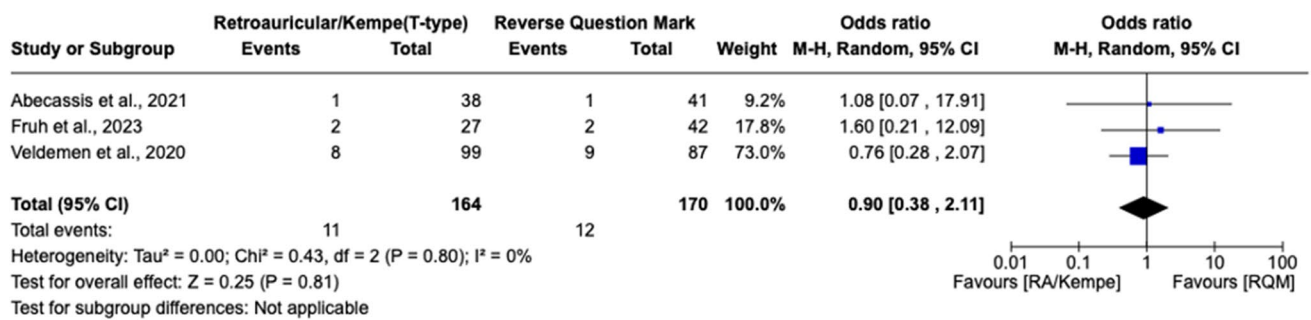 Retroauricular/Kempe(T-type) Reverse Question Mark Odds ratio Odds ratio
Study or Subgroup Events Total Events Total Weight M-H, Random, 95% CI M-H, Random, 95% CI
Abecassis et al., 2021 1 38 1 41 9.2% 1.08 [0.07 , 17.91]
Fruh et al., 2023 2 27 2 42 17.8% 1.60 [0.21 , 12.09]
Veldemen et al., 2020 8 99 9 87 73.0% 0.76 [0.28 , 2.07]
Total (95% CI) 164 170 100.0% 0.90 [0.38 , 2.11]
Total events: 11 12
Heterogeneity: Tau² = 0.00; Chi² = 0.43, df = 2 (P = 0.80); I² = 0%
0.01 0.1 1 10 100
Test for overall effect: Z = 0.25 (P = 0.81) Favours [RA/Kempe] Favours [RQM]
Test for subgroup differences: Not applicable